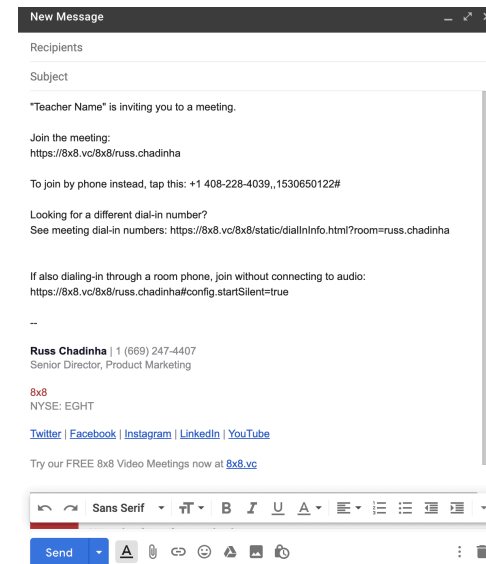 New Message
Recipients
Subject
"Teacher Name" is inviting you to a meeting.
Join the meeting:
https://8x8.vc/8x8/russ.chadinha
To join by phone instead, tap this: +1 408-228-4039,,1530650122#
Looking for a different dial-in number?
See meeting dial-in numbers: https://8x8.vc/8x8/static/dialInInfo.html?room=russ.chadinha
If also dialing-in through a room phone, join without connecting to audio:
https://8x8.vc/8x8/russ.chadinha#config.startSilent=true
--
Russ Chadinha | 1 (669) 247-4407
Senior Director, Product Marketing
8x8
NYSE: EGHT
Twitter | Facebook | Instagram | LinkedIn | YouTube
Try our FREE 8x8 Video Meetings now at 8x8.vc
Sans Serif
Send